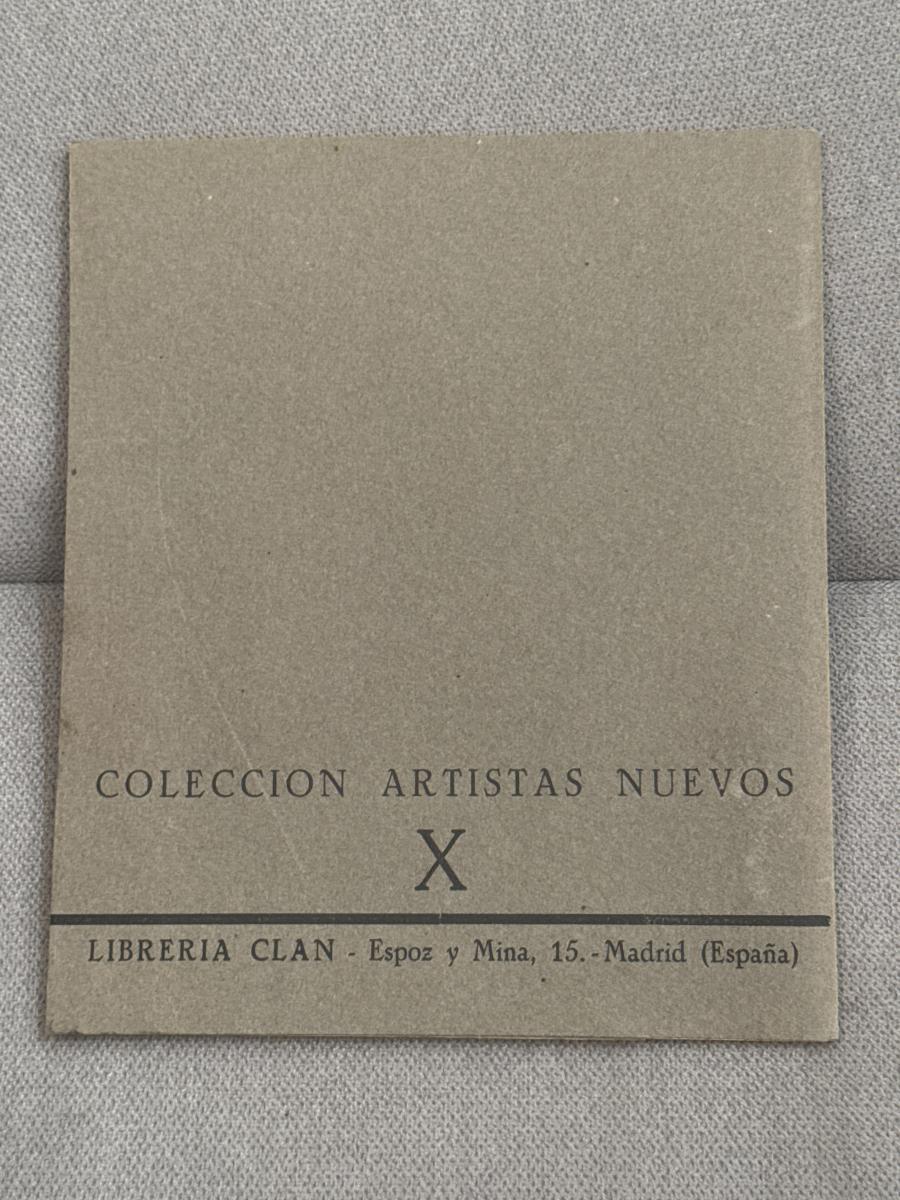 COLECCION ARTISTAS NUEVOS
X
LIBRERIA CLAN - Espoz y Mina, 15.-Madrid (España)